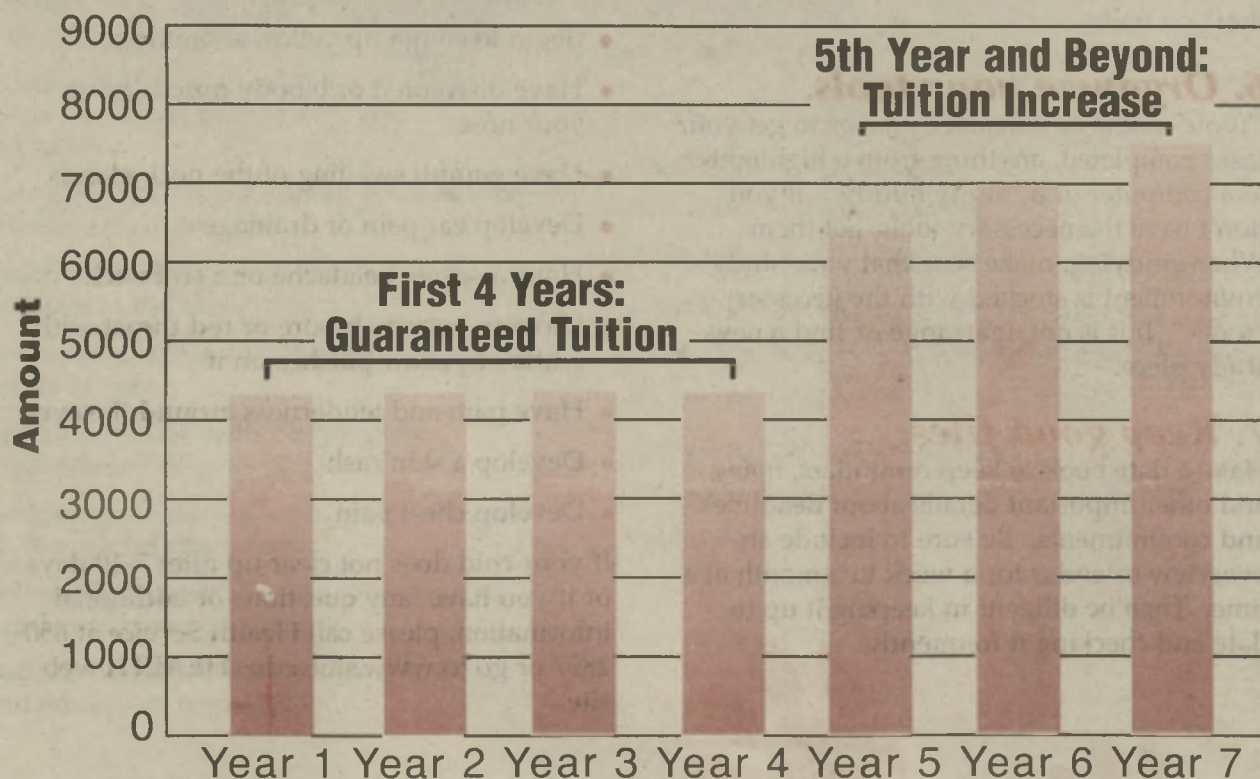 9000
8000
7000
6000
5000
4000
3000
2000
1000
0
Amount
5th Year and Beyond:
Tuition Increase
First 4 Years:
Guaranteed Tuition
Year 1 Year 2 Year 3 Year 4 Year 5 Year 6 Year 7